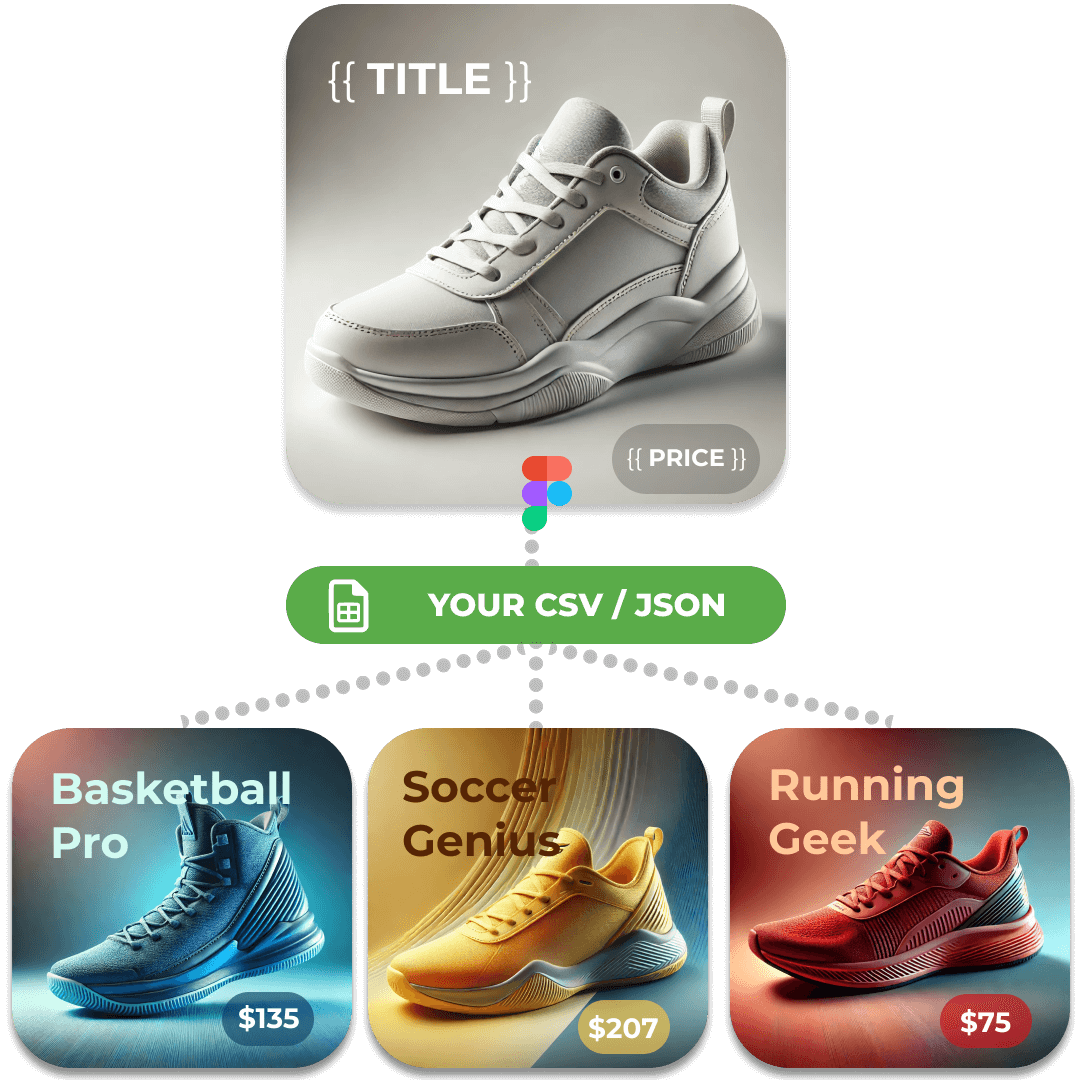 {{ TITLE }}
{{ PRICE }}
YOUR CSV / JSON
Basketball
Pro
$135
Soccer
Genius
$207
Running
Geek
$75